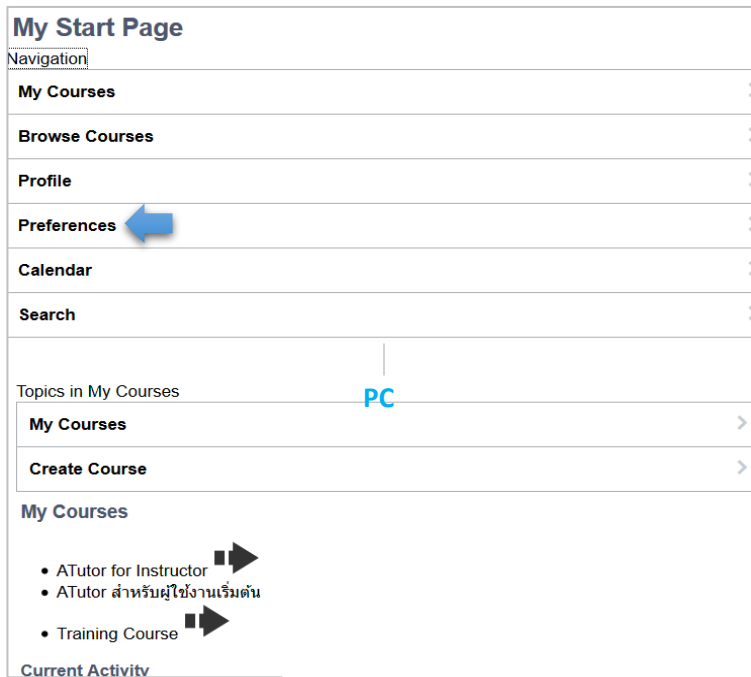 My Start Page
Navigation
My Courses
Browse Courses
Profile
Preferences
Calendar
Search
PC
Topics in My Courses
My Courses
Create Course
My Courses
ATutor for Instructor
ATutor สำหรับผู้ใช้งานเริ่มต้น
Training Course
Current Activity